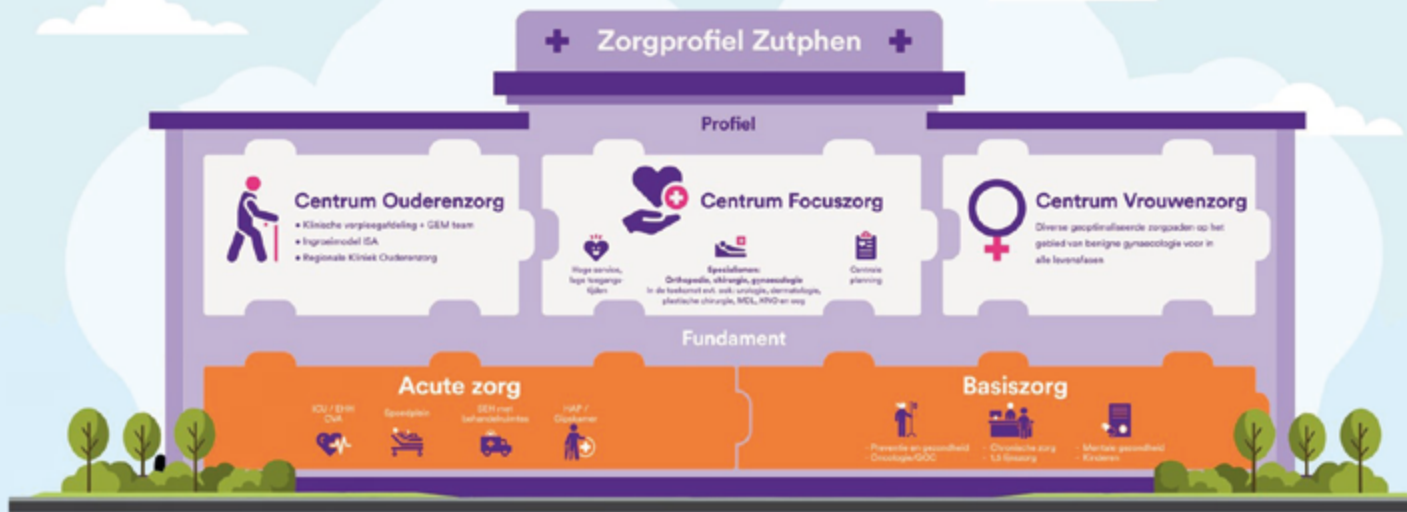 Zorgprofiel Zutphen
Profiel
Centrum Ouderenzorg
• Klinische verpleegafdeling + GEM team
• Ingroeimodel ISA
• Regionale Kliniek Ouderenzorg
Centrum Focuszorg
Hoge service,
lage toegangs-
tijden
Specialismen:
Orthopedie, chirurgie, gynaecologie
In de toekomst evt. ook: urologie, dermatologie,
plastische chirurgie, MDL, KNO en oog
Centrale
planning
Centrum Vrouwenzorg
Diverse geoptimaliseerde zorgpaden op het
gebied van benigne gynaecologie voor in
alle levensfasen
Fundament
Acute zorg
ICU / EHH
CVA
Spoedplein
SEH met
behandelruimtes
HAP /
Gipskamer
Basiszorg
- Preventie en gezondheid
- Oncologie/GOC
- Chronische zorg
- 1,5 lijnszorg
- Mentale gezondheid
- Kinderen